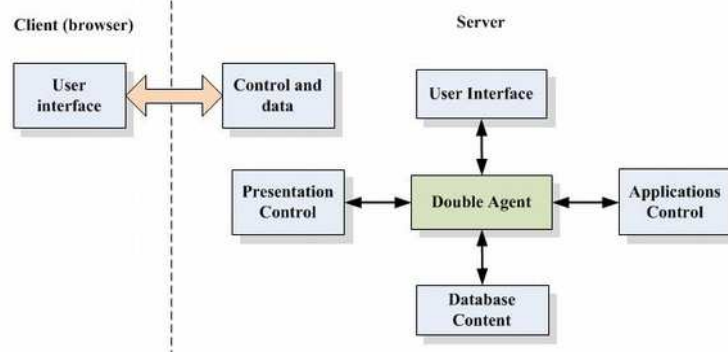 Client (browser)
Server
User
interface
Control and
data
User Interface
Presentation
Control
Double Agent
Applications
Control
Database
Content